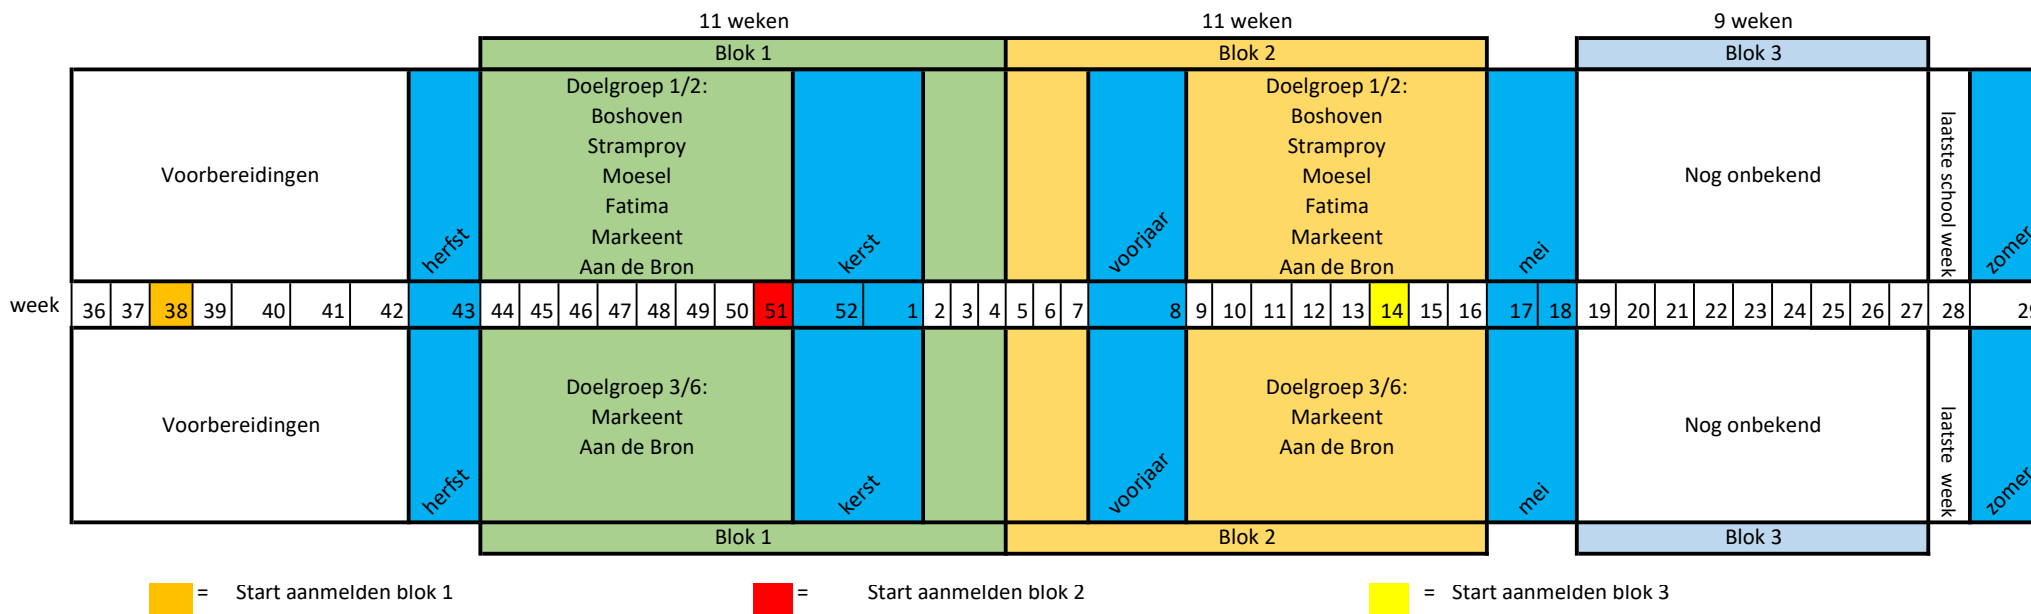 11 weken 11 weken 9 weken
Blok 1 Blok 2 Blok 3
Voorbereidingen
herfst
Doelgroep 1/2:
Boshoven
Stramproy
Moesel
Fatima
Markeent
Aan de Bron
kerst
voorjaar
Doelgroep 1/2:
Boshoven
Stramproy
Moesel
Fatima
Markeent
Aan de Bron
mei
Nog onbekend
laatste school week
zomer
week 36 37 38 39 40 41 42 43 44 45 46 47 48 49 50 51 52 1 2 3 4 5 6 7 8 9 10 11 12 13 14 15 16 17 18 19 20 21 22 23 24 25 26 27 28
Voorbereidingen
herfst
Doelgroep 3/6:
Markeent
Aan de Bron
kerst
voorjaar
Doelgroep 3/6:
Markeent
Aan de Bron
mei
Nog onbekend
laatste week
zomer
Blok 1 Blok 2 Blok 3
= Start aanmelden blok 1 = Start aanmelden blok 2 = Start aanmelden blok 3